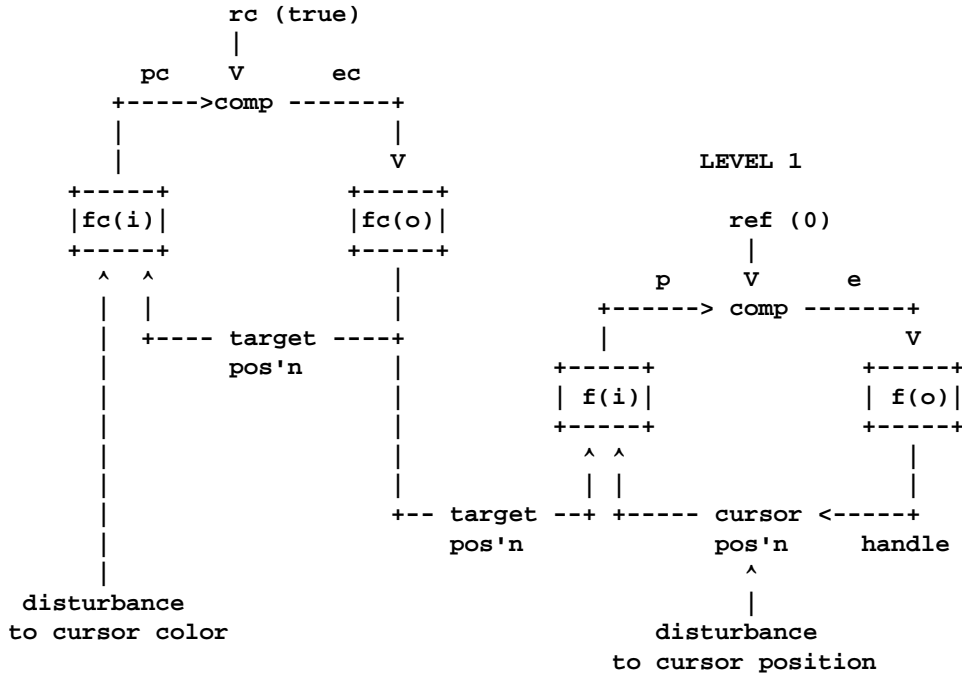 rc (true)
|
pc V ec
+----->comp -------+
| |
| V LEVEL 1
+-----+ +-----+
|fc(i)| |fc(o)| ref (0)
+-----+ +-----+ |
^ ^ | p V e
| | | +------> comp -------+
| +---- target ----+ | V
| pos'n | +-----+ +-----+
| | | f(i)| | f(o)|
| | +-----+ +-----+
| | ^ ^ |
| | | | |
| +-- target --+ +----- cursor <-----+
| pos'n pos'n handle
| ^
disturbance |
to cursor color disturbance
to cursor position